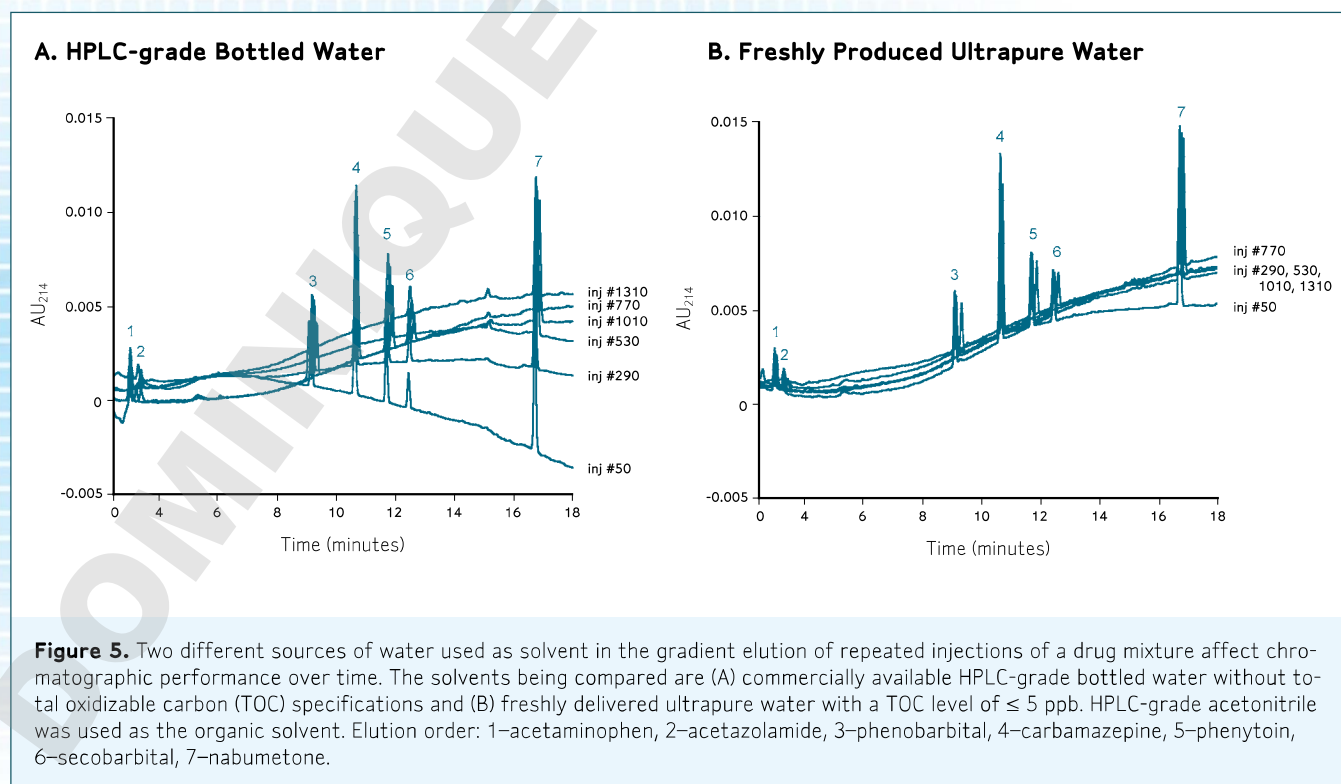 A. HPLC-grade Bottled Water
0.015
0.010
0.005
0
-0.005
AU214
1
2
3
4
5
6
7
inj #1310
inj #770
inj #1010
inj #530
inj #290
inj #50
0 4 6 8 10 12 14 16 18
Time (minutes)
B. Freshly Produced Ultrapure Water
0.015
0.010
0.005
0
-0.005
AU214
1
2
3
4
5
6
7
inj #770
inj #290, 530,
1010, 1310
inj #50
0 4 6 8 10 12 14 16 18
Time (minutes)
Figure 5. Two different sources of water used as solvent in the gradient elution of repeated injections of a drug mixture affect chro-
matographic performance over time. The solvents being compared are (A) commercially available HPLC-grade bottled water without to-
tal oxidizable carbon (TOC) specifications and (B) freshly delivered ultrapure water with a TOC level of ≤ 5 ppb. HPLC-grade acetonitrile
was used as the organic solvent. Elution order: 1–acetaminophen, 2–acetazolamide, 3–phenobarbital, 4–carbamazepine, 5–phenytoin,
6–secobarbital, 7–nabumetone.
DOMINIQUE